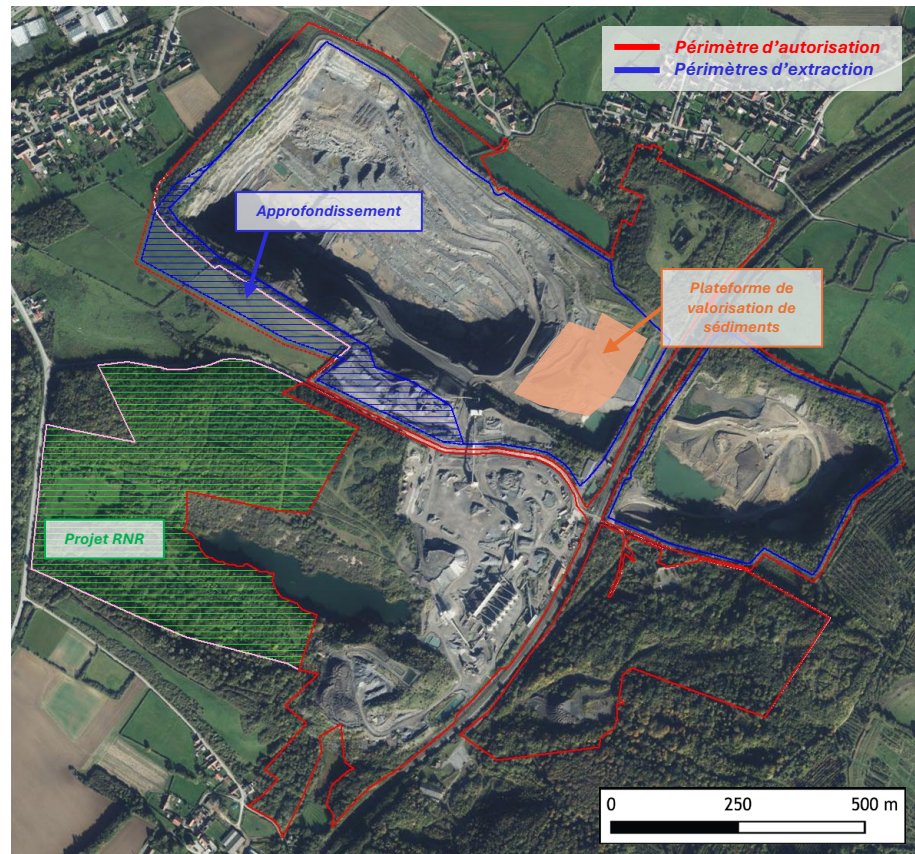 Périmètre d'autorisation
Périmètres d'extraction
Approfondissement
Plateforme de
valorisation de
sédiments
Projet RNR
0 250 500 m